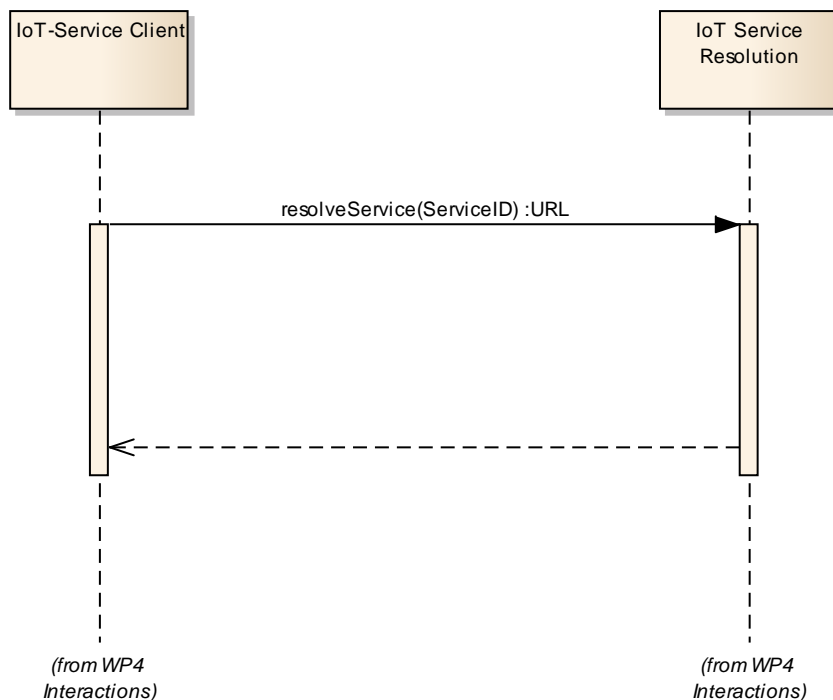 IoT-Service Client
IoT Service
Resolution
resolveService(ServiceID) :URL
(from WP4
Interactions)
(from WP4
Interactions)